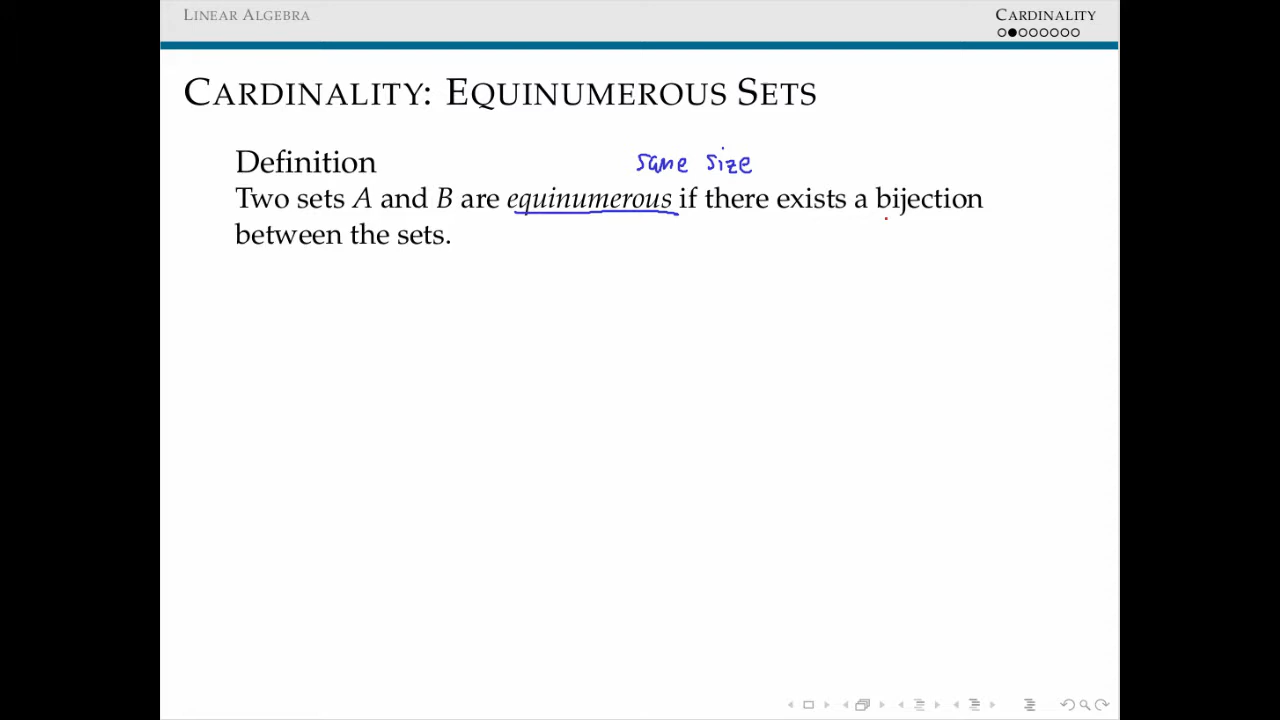 LINEAR ALGEBRA
CARDINALITY
CARDINALITY: EQUINUMEROUS SETS
Definition
same size
Two sets A and B are equinumerous if there exists a bijection
between the sets.